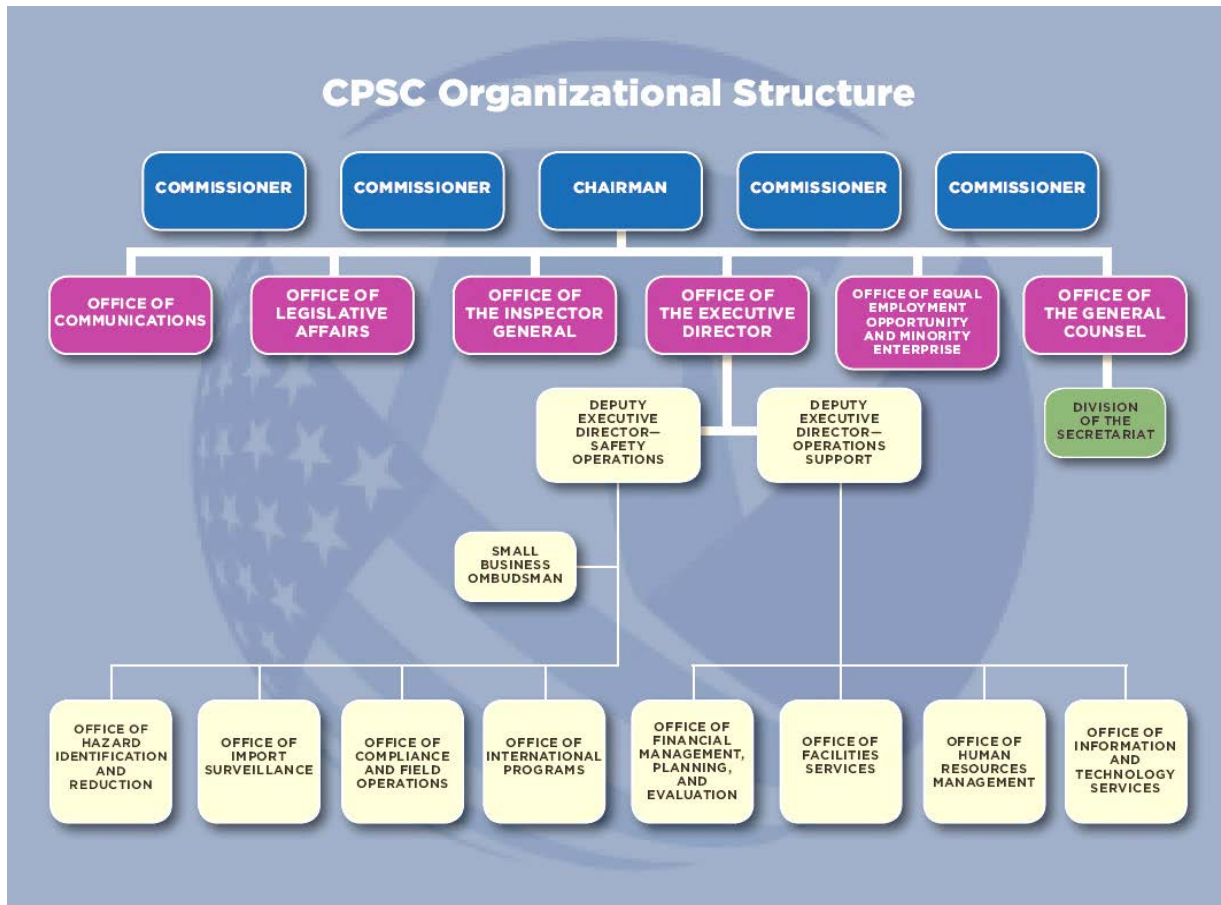 CPSC Organizational Structure
COMMISSIONER
COMMISSIONER
CHAIRMAN
COMMISSIONER
COMMISSIONER
OFFICE OF
COMMUNICATIONS
OFFICE OF
LEGISLATIVE
AFFAIRS
OFFICE OF
THE INSPECTOR
GENERAL
OFFICE OF
THE EXECUTIVE
DIRECTOR
OFFICE OF EQUAL
EMPLOYMENT
OPPORTUNITY
AND MINORITY
ENTERPRISE
OFFICE OF
THE GENERAL
COUNSEL
DEPUTY
EXECUTIVE
DIRECTOR—
SAFETY
OPERATIONS
DEPUTY
EXECUTIVE
DIRECTOR—
OPERATIONS
SUPPORT
DIVISION
OF THE
SECRETARIAT
SMALL
BUSINESS
OMBUDSMAN
OFFICE OF
HAZARD
IDENTIFICATION
AND
REDUCTION
OFFICE OF
IMPORT
SURVEILLANCE
OFFICE OF
COMPLIANCE
AND FIELD
OPERATIONS
OFFICE OF
INTERNATIONAL
PROGRAMS
OFFICE OF
FINANCIAL
MANAGEMENT,
PLANNING,
AND
EVALUATION
OFFICE OF
FACILITIES
SERVICES
OFFICE OF
HUMAN
RESOURCES
MANAGEMENT
OFFICE OF
INFORMATION
AND
TECHNOLOGY
SERVICES